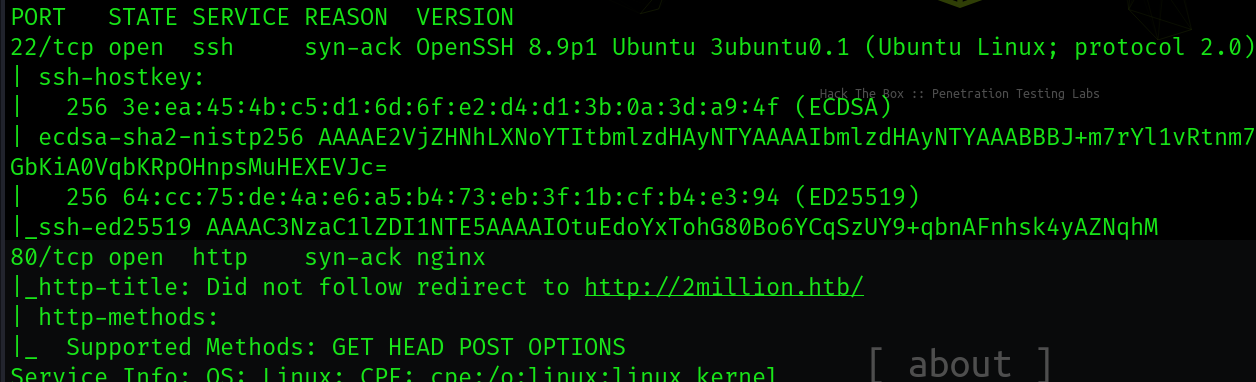 PORT   STATE SERVICE REASON  VERSION
22/tcp open  ssh     syn-ack OpenSSH 8.9p1 Ubuntu 3ubuntu0.1 (Ubuntu Linux; protocol 2.0)
| ssh-hostkey:
Hack The Box :: Penetration Testing Labs
|   256 3e:ea:45:4b:c5:d1:6d:6f:e2:d4:d1:3b:0a:3d:a9:4f (ECDSA)
| ecdsa-sha2-nistp256 AAAAE2VjZHNhLXNoYTItbmlzdHAyNTYAAAAIbmlzdHAyNTYAAABBBJ+m7rYl1vRtnm7
GbKiA0VqbKRpOHnpsMuHEXEVJc=
|   256 64:cc:75:de:4a:e6:a5:b4:73:eb:3f:1b:cf:b4:e3:94 (ED25519)
|_ssh-ed25519 AAAAC3NzaC1lZDI1NTE5AAAAIOtuEdoYxTohG80Bo6YCqSzUY9+qbnAFnhsk4yAZNqhM
80/tcp open  http    syn-ack nginx
|_http-title: Did not follow redirect to http://2million.htb/
| http-methods:
|_  Supported Methods: GET HEAD POST OPTIONS
[ about ]
Service Info: OS: Linux; CPE: cpe:/o:linux:linux_kernel